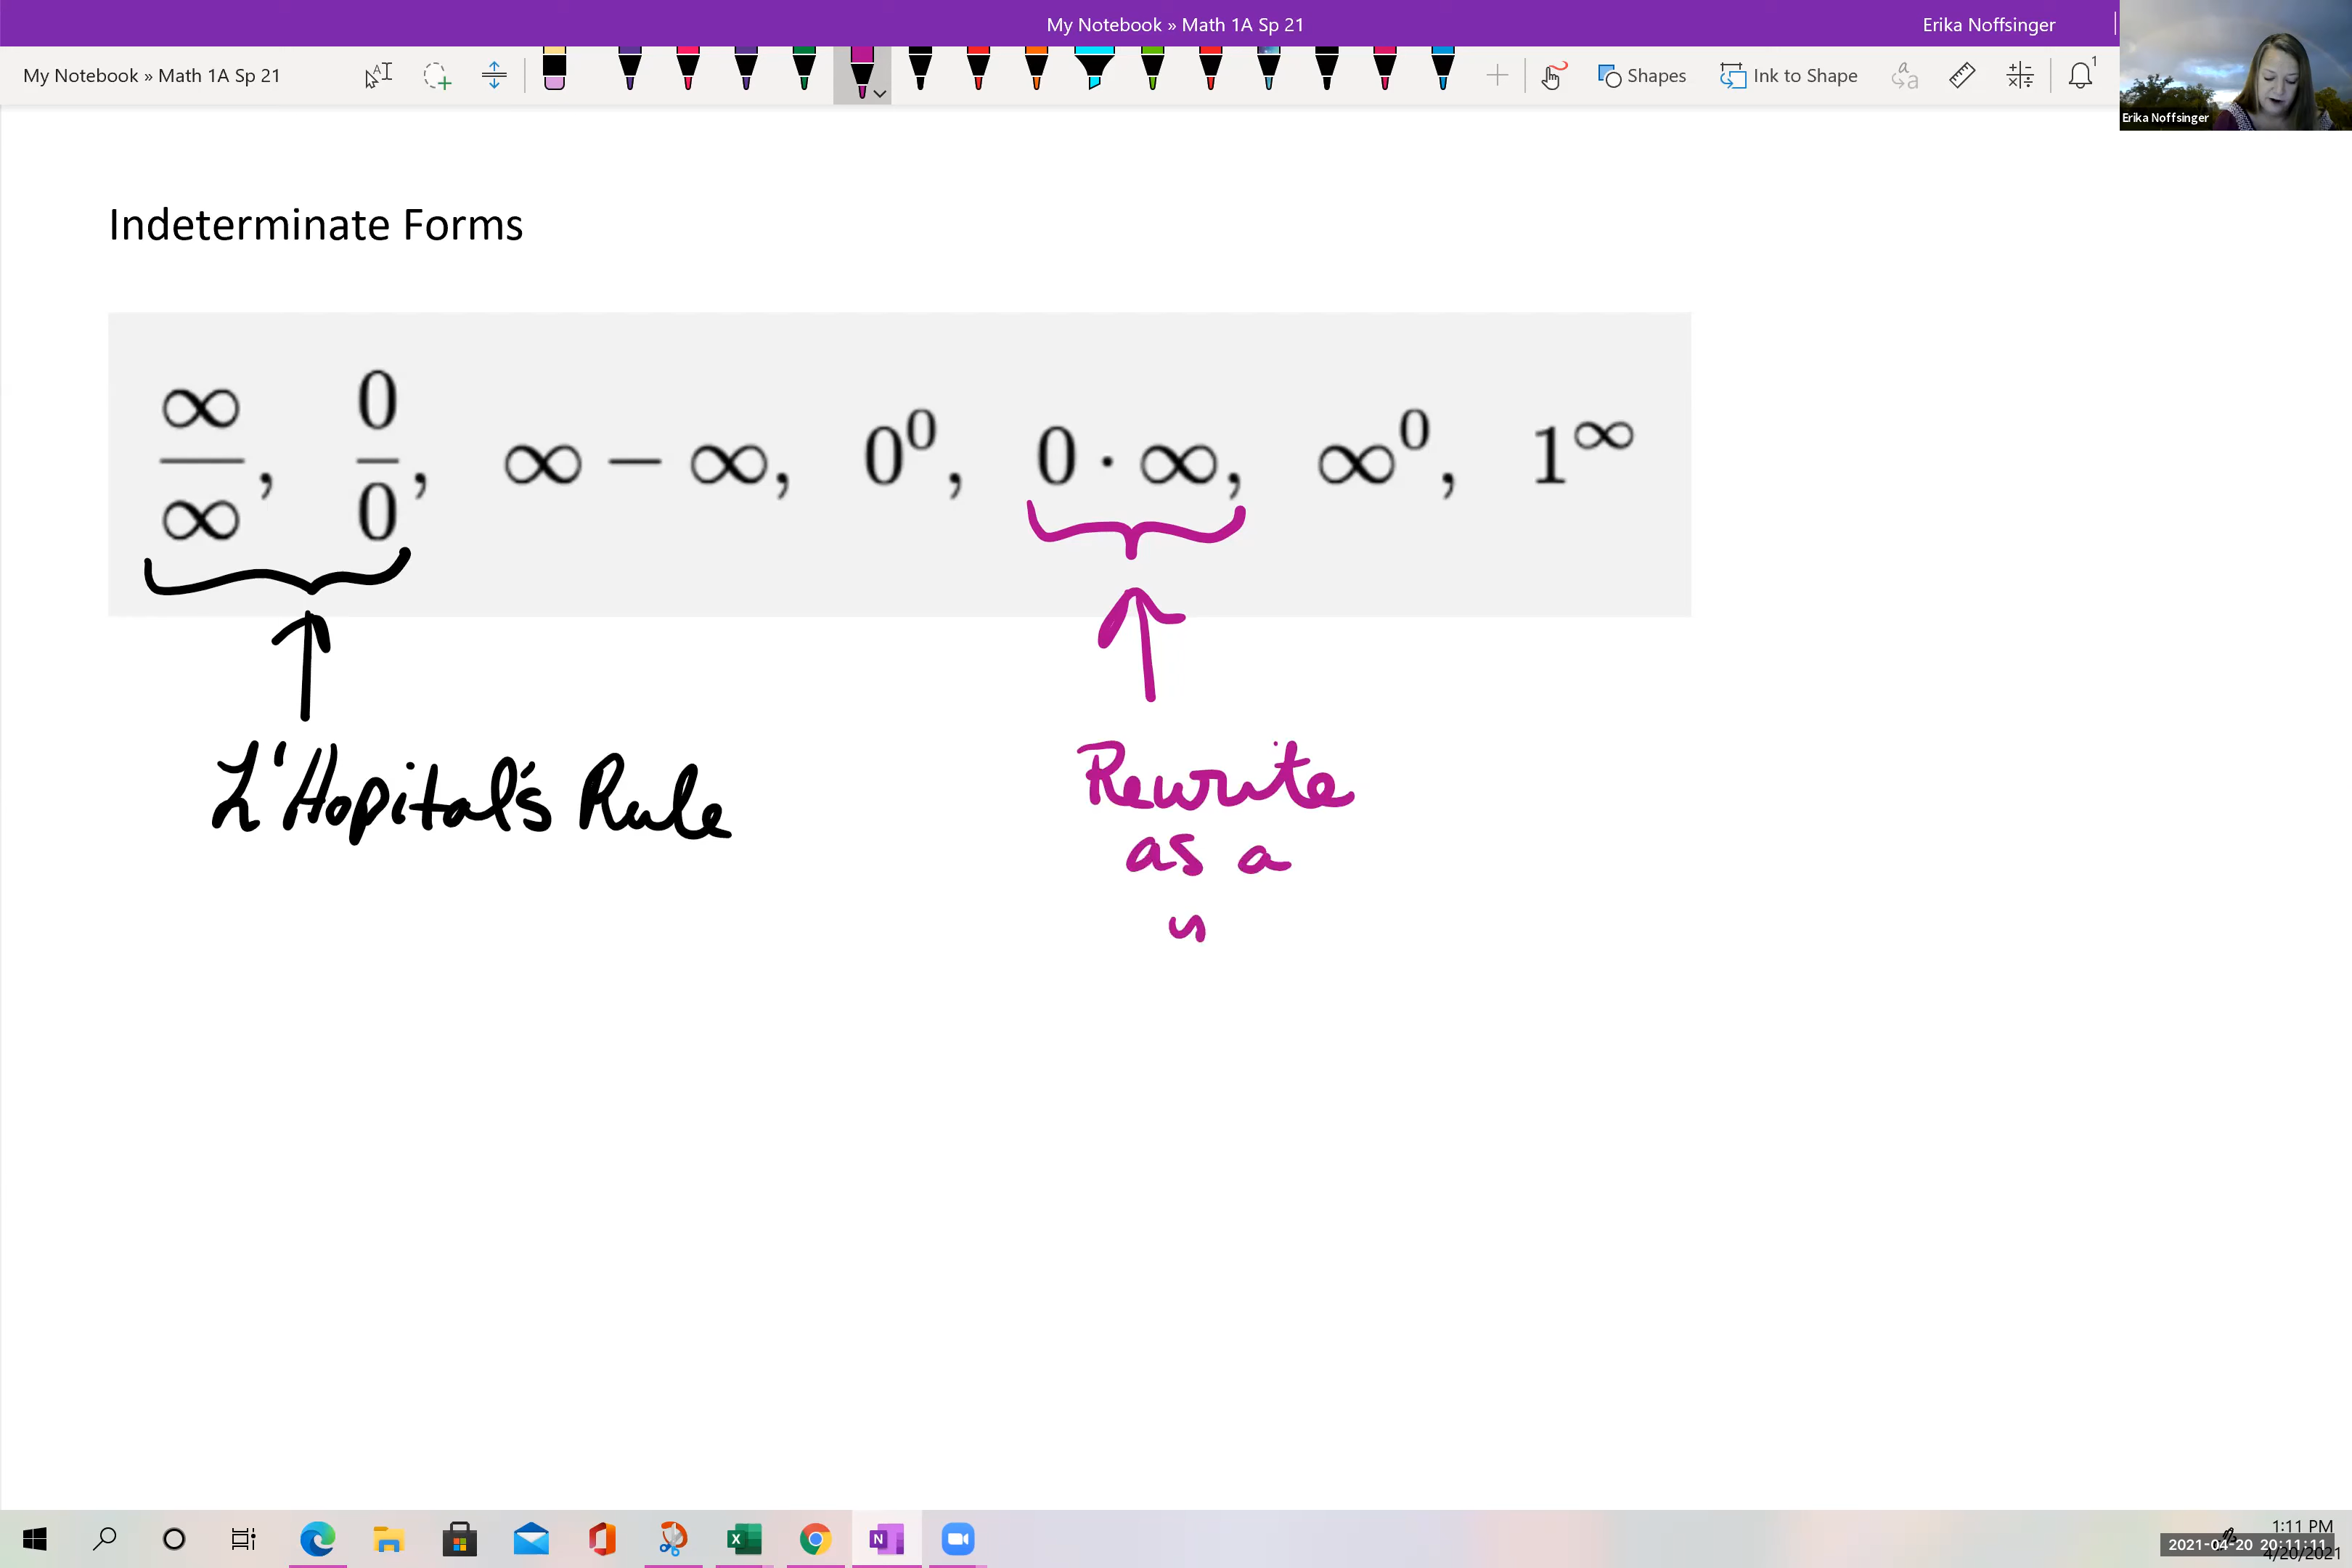 My Notebook » Math 1A Sp 21
Erika Noffsinger
My Notebook » Math 1A Sp 21
Shapes
Ink to Shape
1
Erika Noffsinger
Indeterminate Forms
∞/∞, 0/0, ∞ − ∞, 0⁰, 0 · ∞, ∞⁰, 1^∞
L'Hopital's Rule
Rewrite
as a
1:11 PM
2021-04-20 20:11:11
4/20/2021